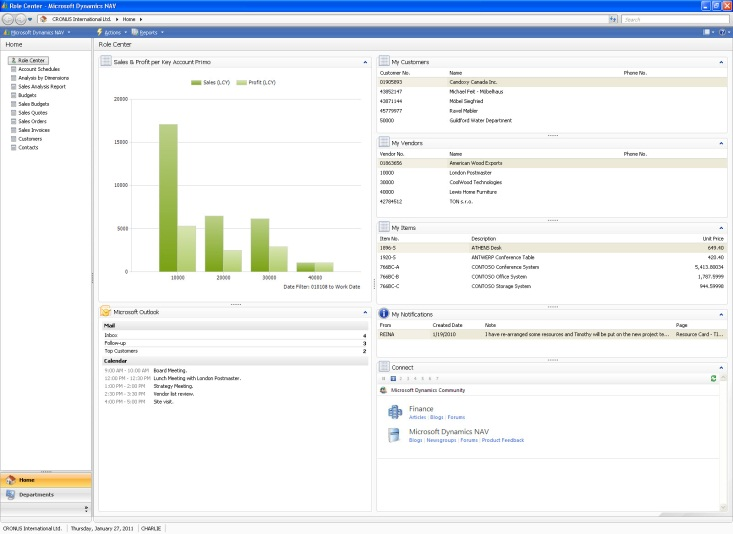 Role Center - Microsoft Dynamics NAV
CRONUS International Ltd. Home
Search
Microsoft Dynamics NAV Actions Reports
Home
Role Center
Account Schedules
Analysis by Dimensions
Sales Analysis Report
Budgets
Sales Budgets
Sales Quotes
Sales Orders
Sales Invoices
Customers
Contacts
Home
Departments
Role Center
Sales & Profit per Key Account Primo
Sales (LCY) Profit (LCY)
20000
15000
10000
5000
0
10000 20000 30000 40000
Date Filter: 010108 to Work Date
Microsoft Outlook
Mail
Inbox 4
Follow-up 3
Top Customers 2
Calendar
9:00 AM - 10:00 AM Board Meeting.
12:00 PM - 12:30 PM Lunch Meeting with London Postmaster.
1:00 PM - 2:00 PM Strategy Meeting.
2:30 PM - 3:30 PM Vendor list review.
4:00 PM - 5:00 PM Site visit.
My Customers
Customer No. Name Phone No.
01905893 Candoxy Canada Inc.
43852147 Michael Feit - Möbelhaus
43871144 Möbel Siegfried
45779977 Ravel Møbler
50000 Guildford Water Department
My Vendors
Vendor No. Name Phone No.
01863656 American Wood Exports
10000 London Postmaster
30000 CoolWood Technologies
40000 Lewis Home Furniture
42784512 TON s.r.o.
My Items
Item No. Description Unit Price
1896-S ATHENS Desk 649.40
1920-S ANTWERP Conference Table 420.40
766BC-A CONTOSO Conference System 5,413.80034
766BC-B CONTOSO Office System 1,787.5999
766BC-C CONTOSO Storage System 944.59998
My Notifications
From Created Date Note Page
REINA 1/19/2010 I have re-arranged some resources and Timothy will be put on the new project te... Resource Card - TI...
Connect
1 2 3 4 5 6 7
Microsoft Dynamics Community
Finance
Articles Blogs Forums
Microsoft Dynamics NAV
Blogs Newsgroups Forums Product Feedback
CRONUS International Ltd. Thursday, January 27, 2011 CHARLIE